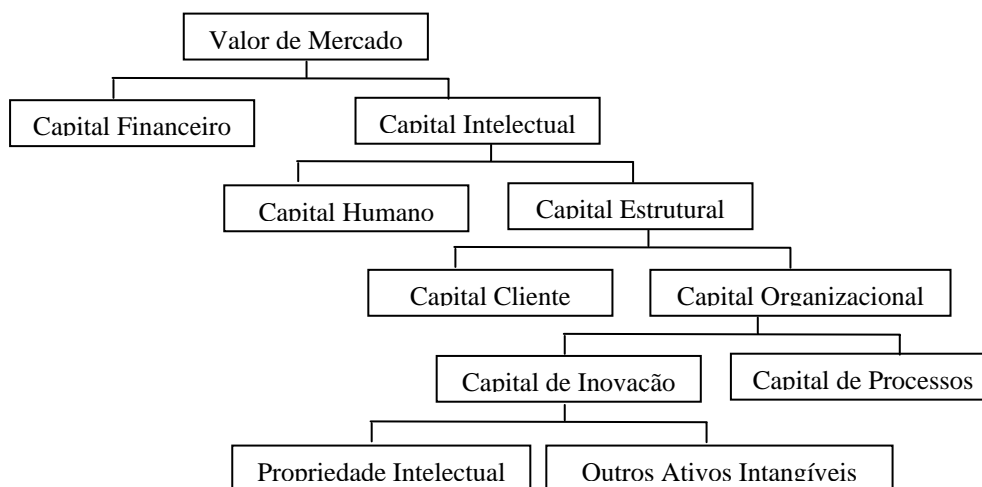 Valor de Mercado
Capital Financeiro
Capital Intelectual
Capital Humano
Capital Estrutural
Capital Cliente
Capital Organizacional
Capital de Inovação
Capital de Processos
Propriedade Intelectual
Outros Ativos Intangíveis